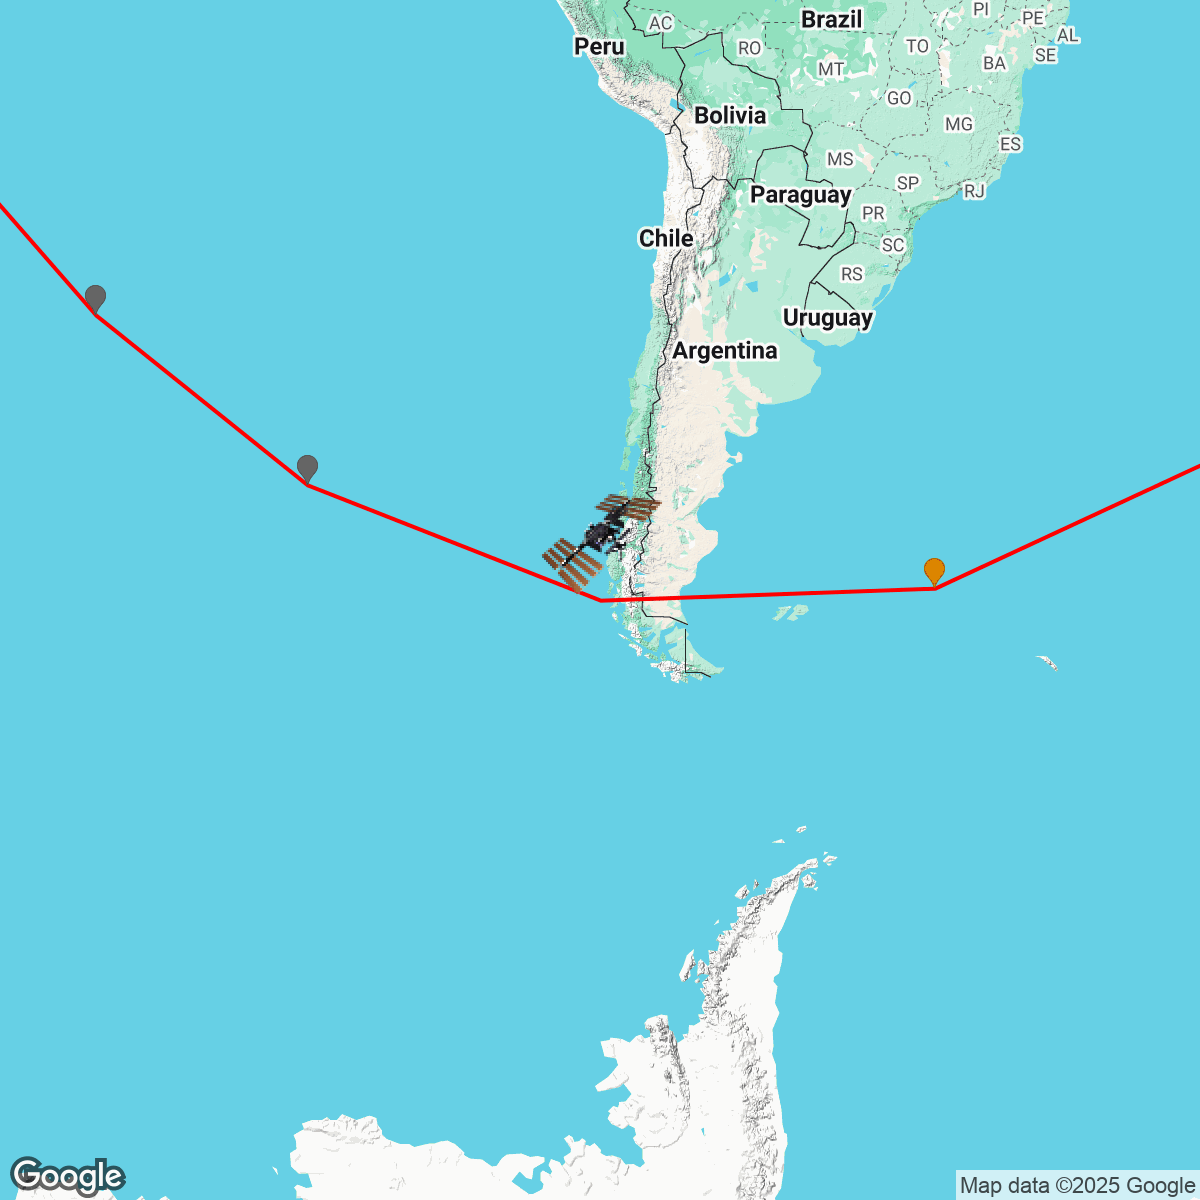 PI
AC
Brazil
PE
AL
Peru
RO
TO
SE
MT
BA
GO
Bolivia
MG
ES
MS
SP
RJ
Paraguay
PR
Chile
SC
RS
Uruguay
Argentina
Google
Map data ©2025 Google